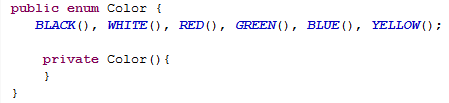 public enum Color {
BLACK(), WHITE(), RED(), GREEN(), BLUE(), YELLOW();
private Color(){
}
}